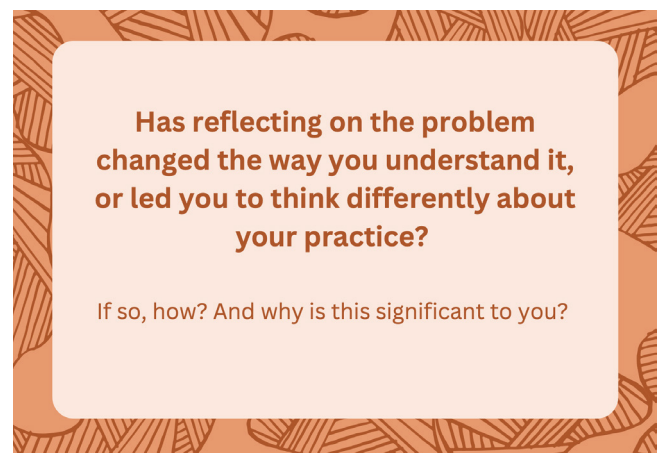 Has reflecting on the problem
changed the way you understand it,
or led you to think differently about
your practice?
If so, how? And why is this significant to you?